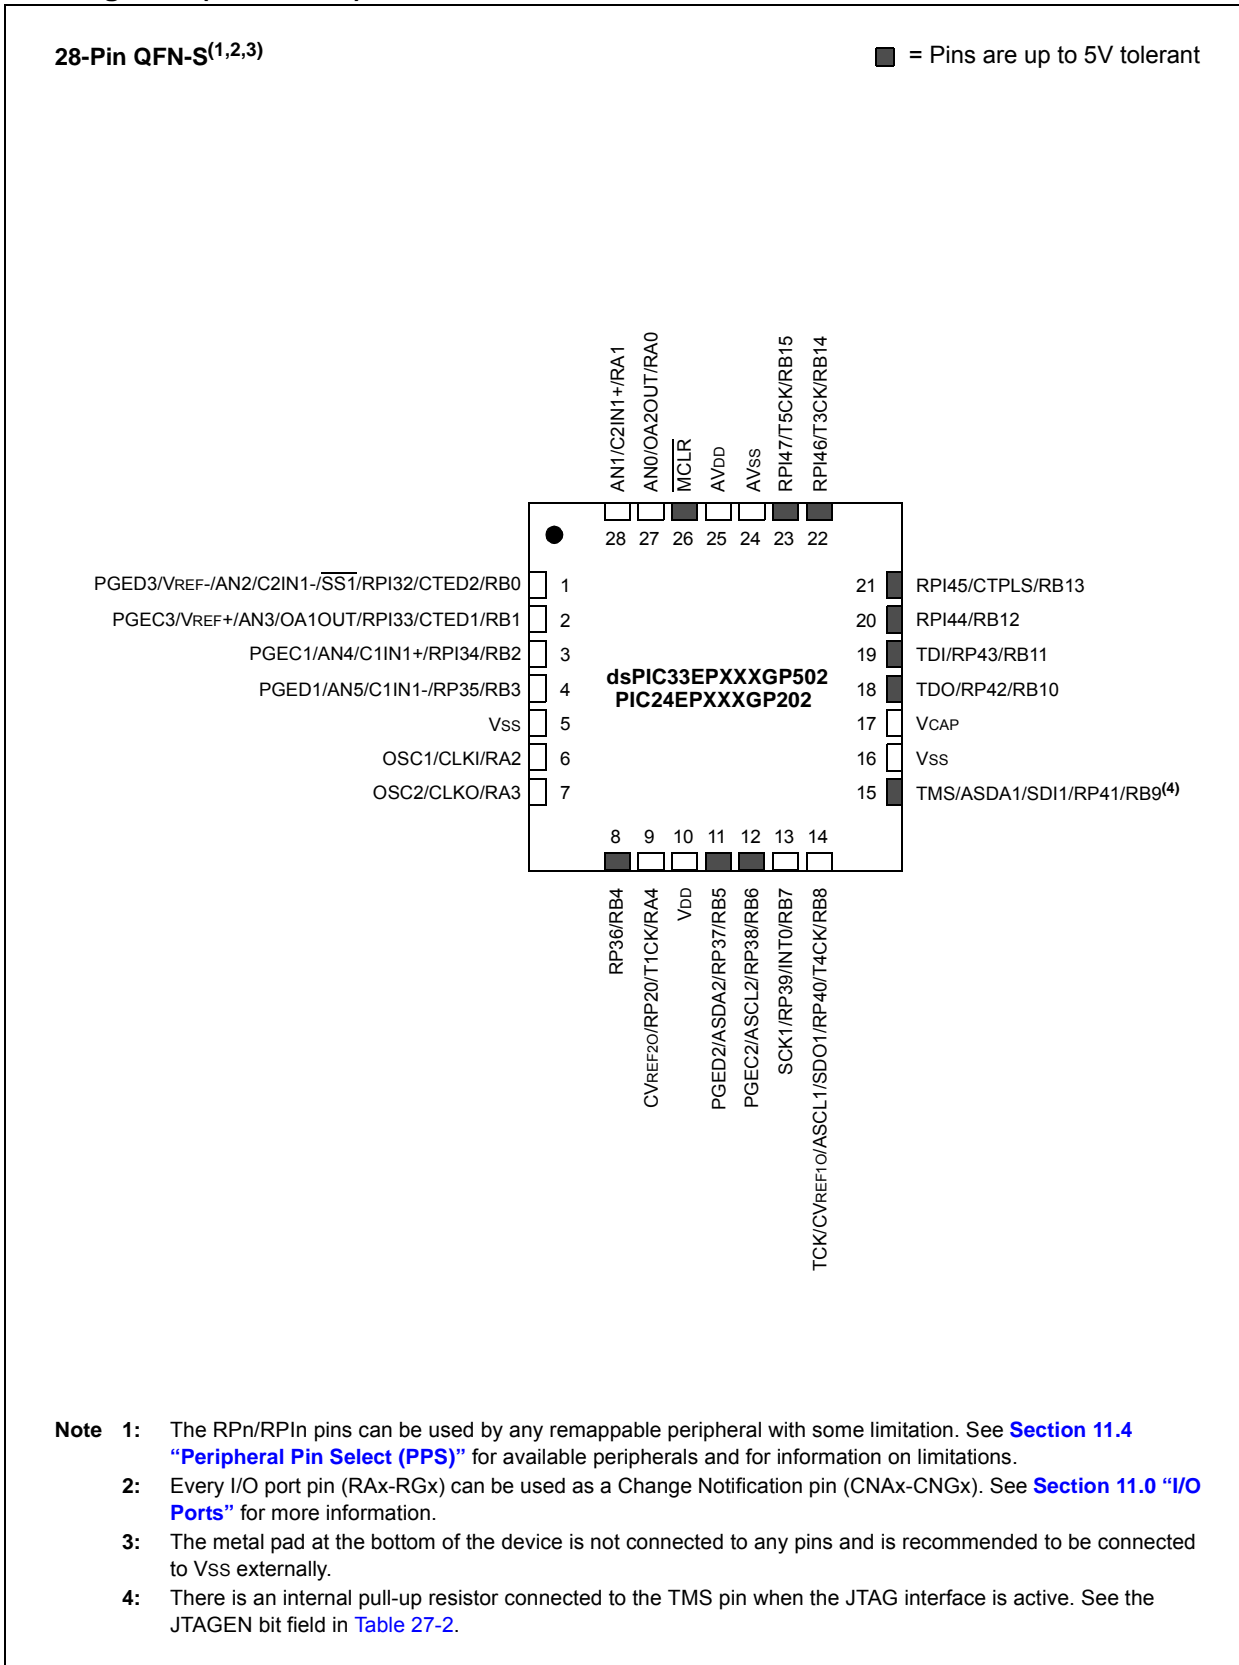 28-Pin QFN-S(1,2,3)
= Pins are up to 5V tolerant
AN1/C2IN1+/RA1
AN0/OA2OUT/RA0
MCLR
AVDD
AVSS
RPI47/T5CK/RB15
RPI46/T3CK/RB14
28 27 26 25 24 23 22
PGED3/VREF-/AN2/C2IN1-/SS1/RPI32/CTED2/RB0 1
PGEC3/VREF+/AN3/OA1OUT/RPI33/CTED1/RB1 2
PGEC1/AN4/C1IN1+/RPI34/RB2 3
PGED1/AN5/C1IN1-/RP35/RB3 4
VSS 5
OSC1/CLKI/RA2 6
OSC2/CLKO/RA3 7
dsPIC33EPXXXGP502
PIC24EPXXXGP202
21 RPI45/CTPLS/RB13
20 RPI44/RB12
19 TDI/RP43/RB11
18 TDO/RP42/RB10
17 VCAP
16 VSS
15 TMS/ASDA1/SDI1/RP41/RB9(4)
8 9 10 11 12 13 14
RP36/RB4
CVREF2O/RP20/T1CK/RA4
VDD
PGED2/ASDA2/RP37/RB5
PGEC2/ASCL2/RP38/RB6
SCK1/RP39/INT0/RB7
TCK/CVREF1O/ASCL1/SDO1/RP40/T4CK/RB8
Note 1: The RPn/RPIn pins can be used by any remappable peripheral with some limitation. See Section 11.4
“Peripheral Pin Select (PPS)” for available peripherals and for information on limitations.
2: Every I/O port pin (RAx-RGx) can be used as a Change Notification pin (CNAx-CNGx). See Section 11.0 “I/O
Ports” for more information.
3: The metal pad at the bottom of the device is not connected to any pins and is recommended to be connected
to VSS externally.
4: There is an internal pull-up resistor connected to the TMS pin when the JTAG interface is active. See the
JTAGEN bit field in Table 27-2.